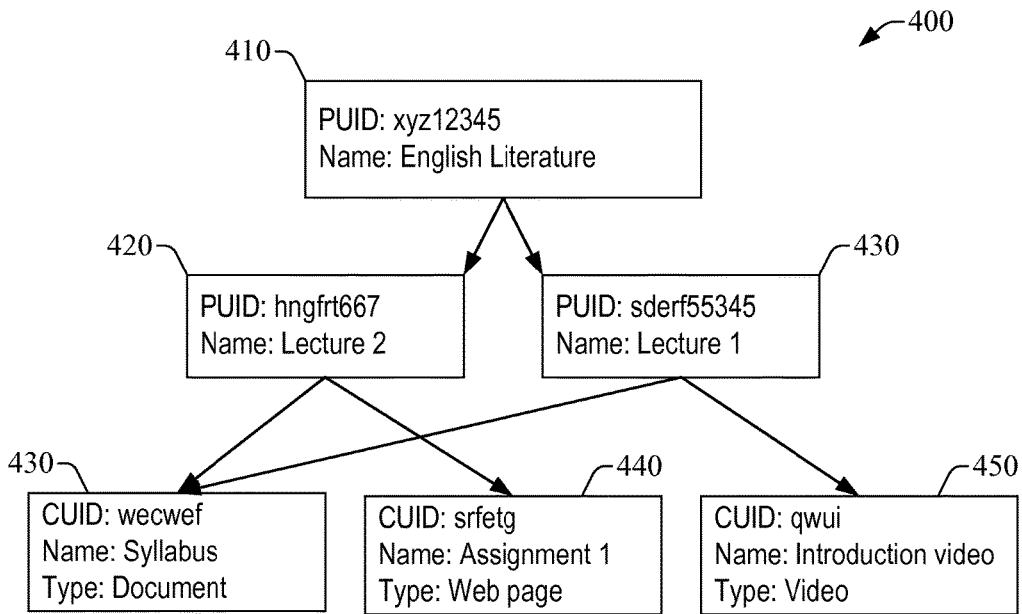 400
410
PUID: xyz12345
Name: English Literature
420
430
PUID: hngfrt667
Name: Lecture 2
PUID: sderf55345
Name: Lecture 1
430
440
450
CUID: wecwef
Name: Syllabus
Type: Document
CUID: srfetg
Name: Assignment 1
Type: Web page
CUID: qwui
Name: Introduction video
Type: Video